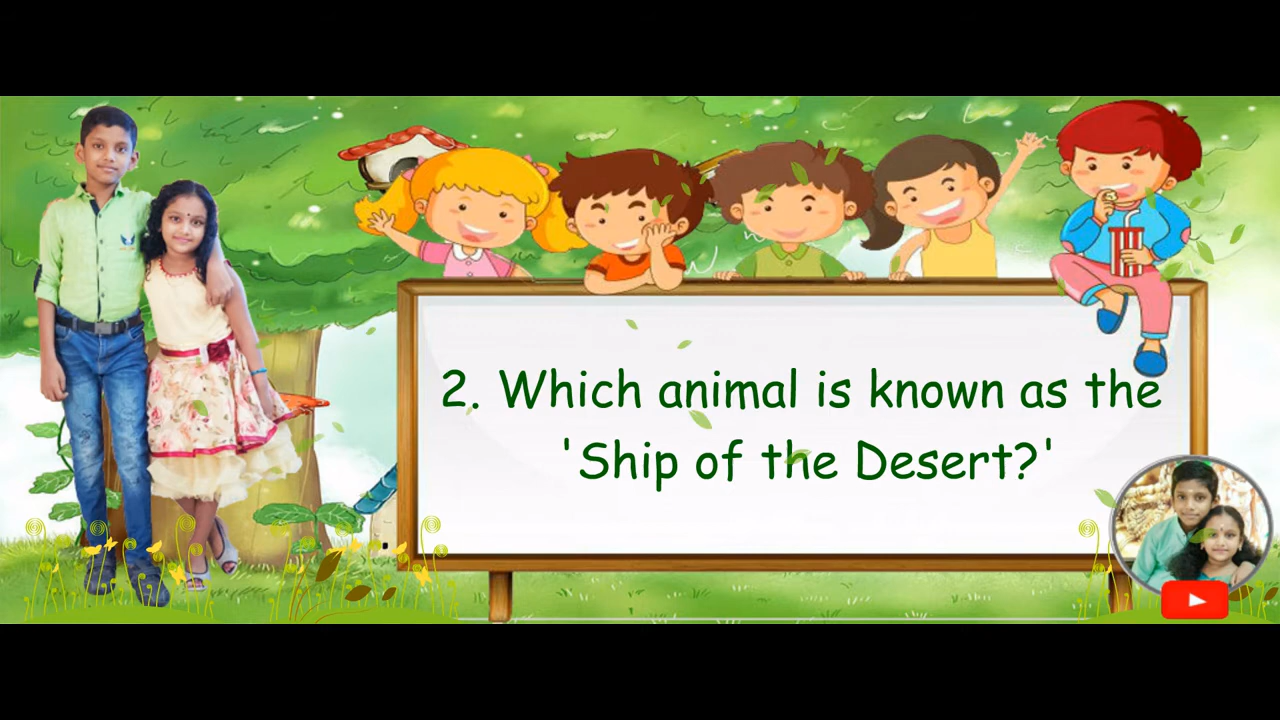 2. Which animal is known as the
'Ship of the Desert?'